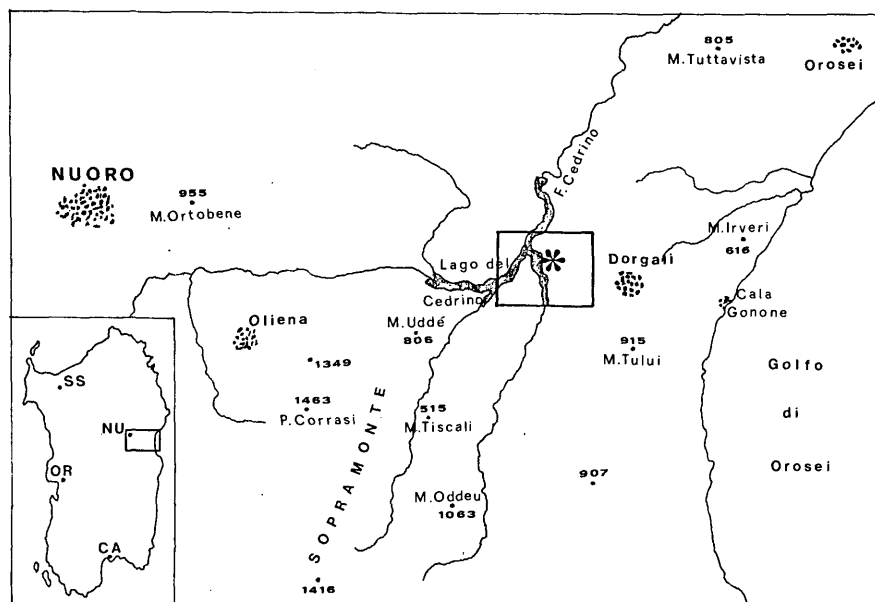 805
M.Tuttavista
Orosei
NUORO
955
M.Ortobene
F. Cedrino
M.Irveri
616
Lago del
Cedrino
Dorgali
Cala
Gonone
Oliena
M.Uddé
806
1349
915
M.Tului
Golfo
di
Orosei
1463
P.Corrasi
515
M.Tiscali
SOPRAMONTE
907
M.Oddeu
1063
1416
SS
NU
OR
CA